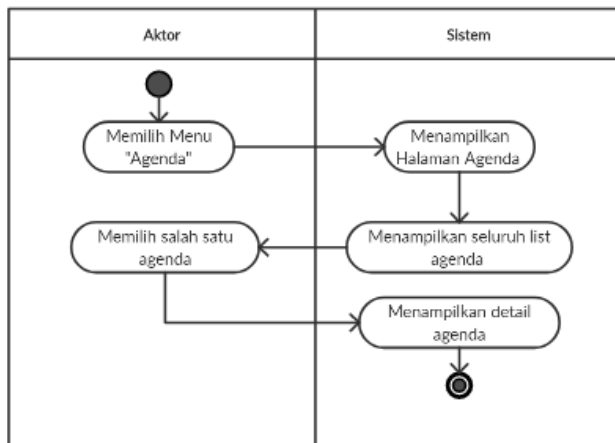 Aktor
Sistem
Memilih Menu
"Agenda"
Menampilkan
Halaman Agenda
Menampilkan seluruh list
agenda
Memilih salah satu
agenda
Menampilkan detail
agenda